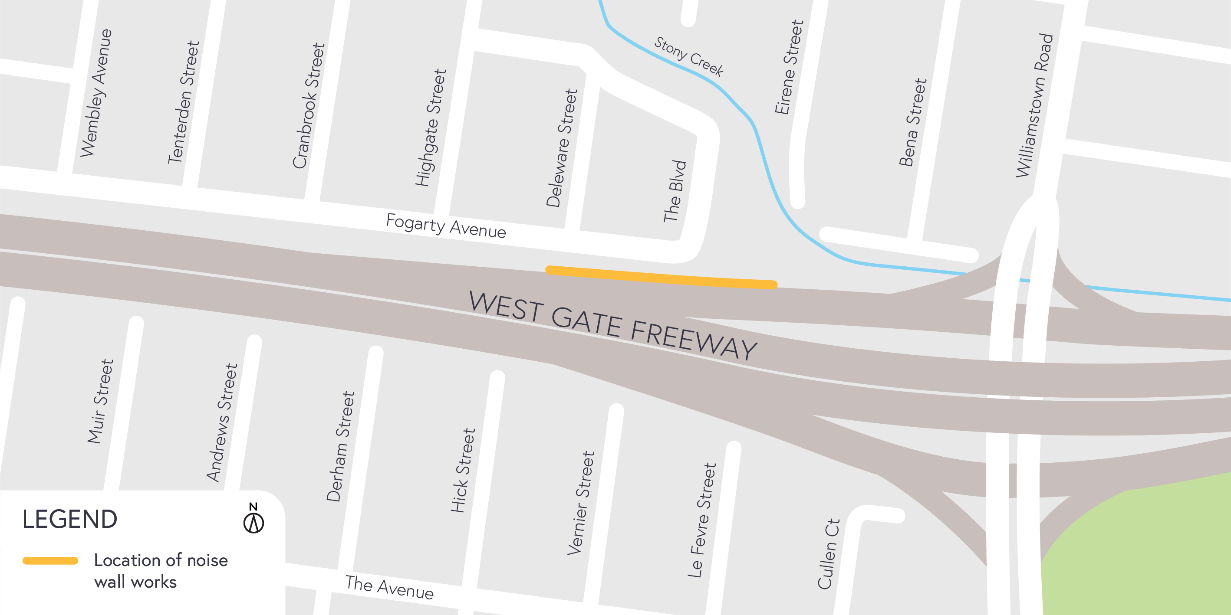 Wembley Avenue
Tenterden Street
Cranbrook Street
Highgate Street
Deleware Street
The Blvd
Stony Creek
Eirene Street
Bena Street
Williamstown Road
Fogarty Avenue
WEST GATE FREEWAY
Muir Street
Andrews Street
Derham Street
Hick Street
Vernier Street
Le Fevre Street
Cullen Ct
The Avenue
LEGEND
N
Location of noise
wall works